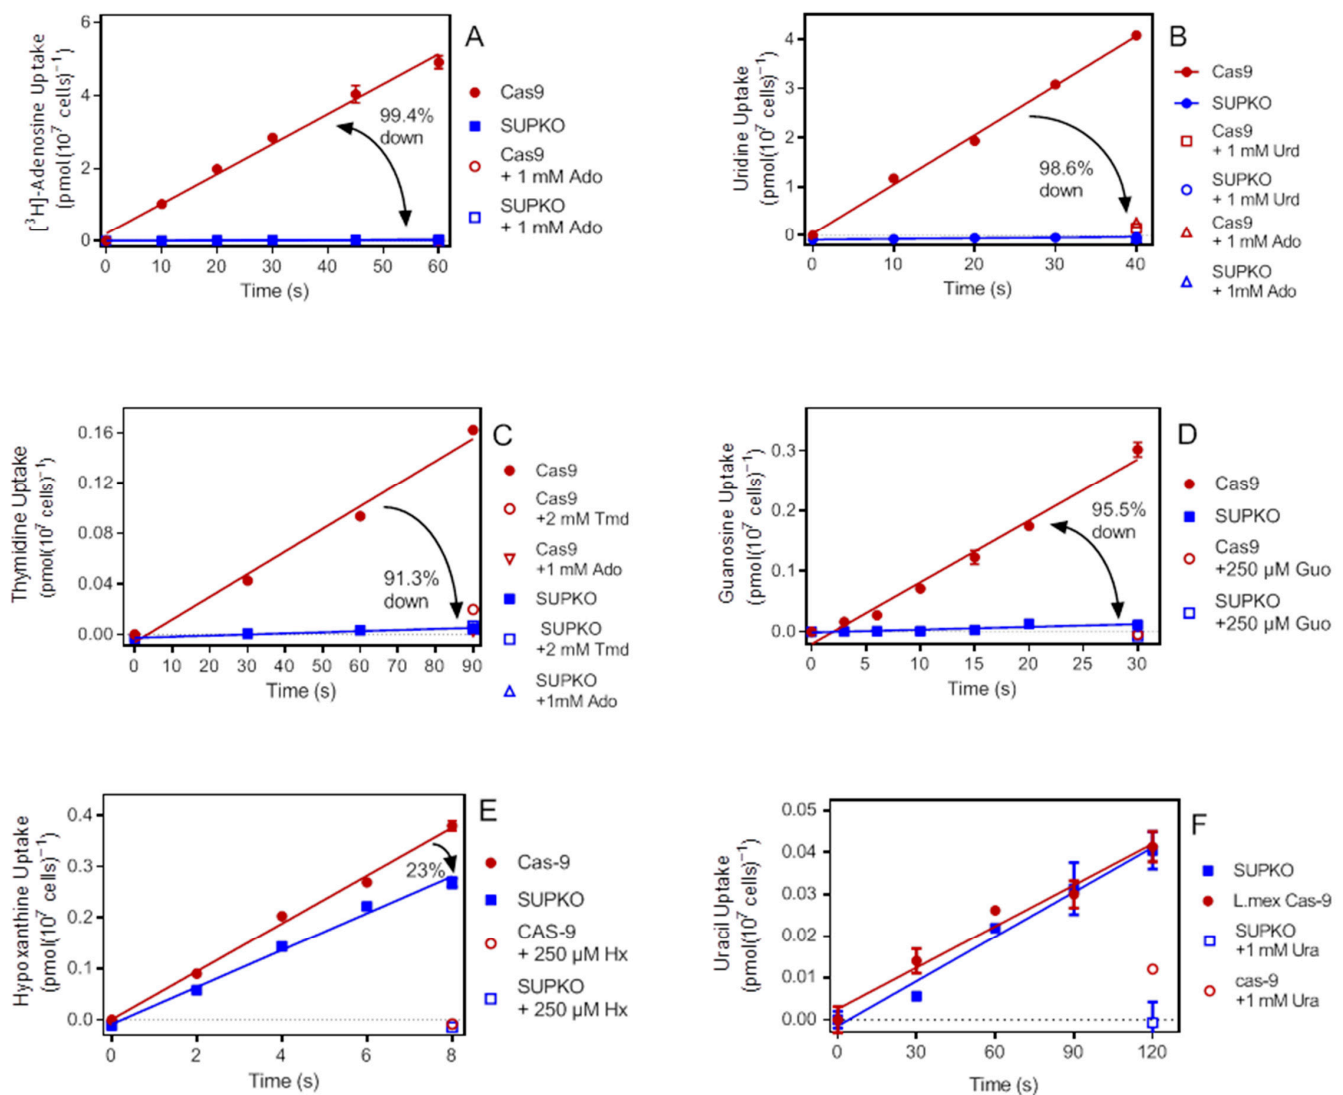 A
[³H]-Adenosine Uptake
(pmol(10⁷ cells)⁻¹
6
4
2
0
0 10 20 30 40 50 60
Time (s)
99.4%
down
Cas9
SUPKO
Cas9
+ 1 mM Ado
SUPKO
+ 1 mM Ado
B
Uridine Uptake
(pmol(10⁷ cells)⁻¹
4
3
2
1
0
0 10 20 30 40
Time (s)
98.6%
down
Cas9
SUPKO
Cas9
+ 1 mM Urd
SUPKO
+ 1 mM Urd
Cas9
+ 1 mM Ado
SUPKO
+ 1mM Ado
C
Thymidine Uptake
(pmol(10⁷ cells)⁻¹
0.16
0.12
0.08
0.04
0.00
0 10 20 30 40 50 60 70 80 90
Time (s)
91.3%
down
Cas9
Cas9
+2 mM Tmd
Cas9
+1 mM Ado
SUPKO
SUPKO
+2 mM Tmd
SUPKO
+1mM Ado
D
Guanosine Uptake
(pmol(10⁷ cells)⁻¹
0.3
0.2
0.1
0.0
0 5 10 15 20 25 30
Time (s)
95.5%
down
Cas9
SUPKO
Cas9
+250 µM Guo
SUPKO
+250 µM Guo
E
Hypoxanthine Uptake
(pmol(10⁷ cells)⁻¹
0.4
0.3
0.2
0.1
0.0
0 2 4 6 8
Time (s)
23%
Cas-9
SUPKO
CAS-9
+ 250 µM Hx
SUPKO
+ 250 µM Hx
F
Uracil Uptake
(pmol(10⁷ cells)⁻¹
0.05
0.04
0.03
0.02
0.01
0.00
0 30 60 90 120
Time (s)
SUPKO
L.mex Cas-9
SUPKO
+1 mM Ura
cas-9
+1 mM Ura